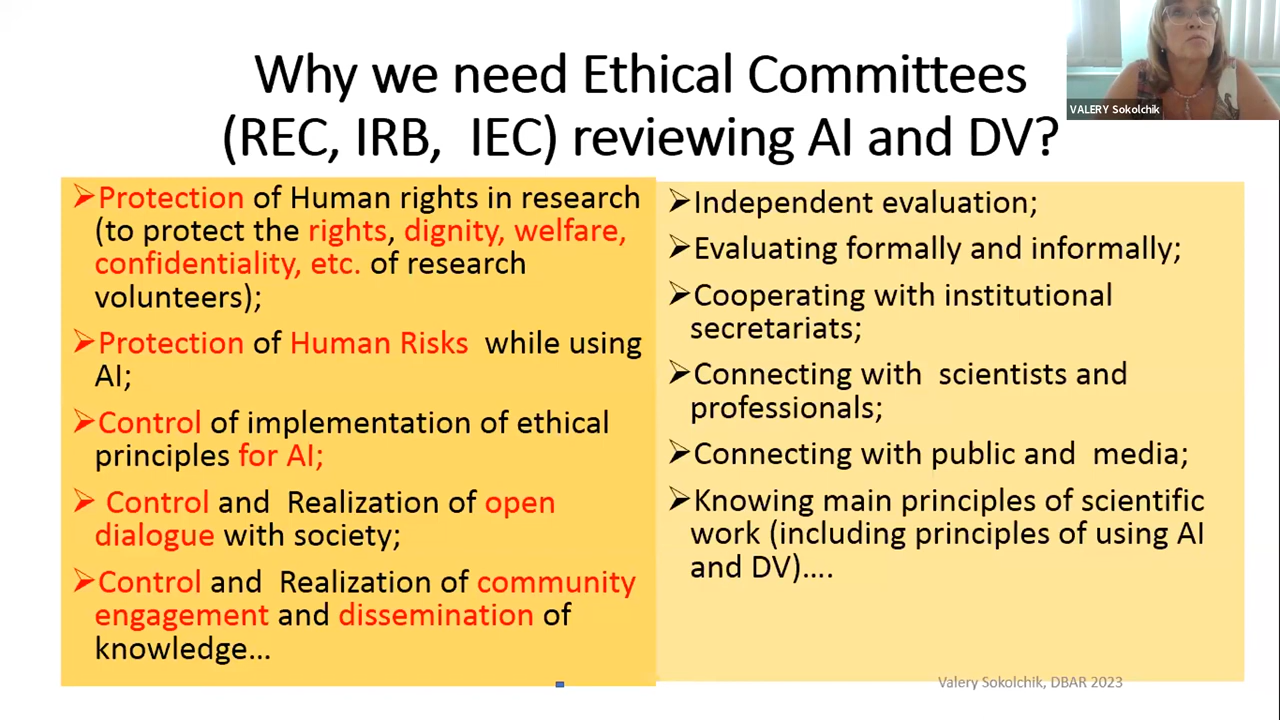 Why we need Ethical Committees
(REC, IRB, IEC) reviewing AI and DV?
VALERY Sokolchik
➢Protection of Human rights in research
(to protect the rights, dignity, welfare,
confidentiality, etc. of research
volunteers);
➢Protection of Human Risks while using
AI;
➢Control of implementation of ethical
principles for AI;
➢ Control and Realization of open
dialogue with society;
➢Control and Realization of community
engagement and dissemination of
knowledge...
➢Independent evaluation;
➢Evaluating formally and informally;
➢Cooperating with institutional
secretariats;
➢Connecting with scientists and
professionals;
➢Connecting with public and media;
➢Knowing main principles of scientific
work (including principles of using AI
and DV)....
Valery Sokolchik, DBAR 2023